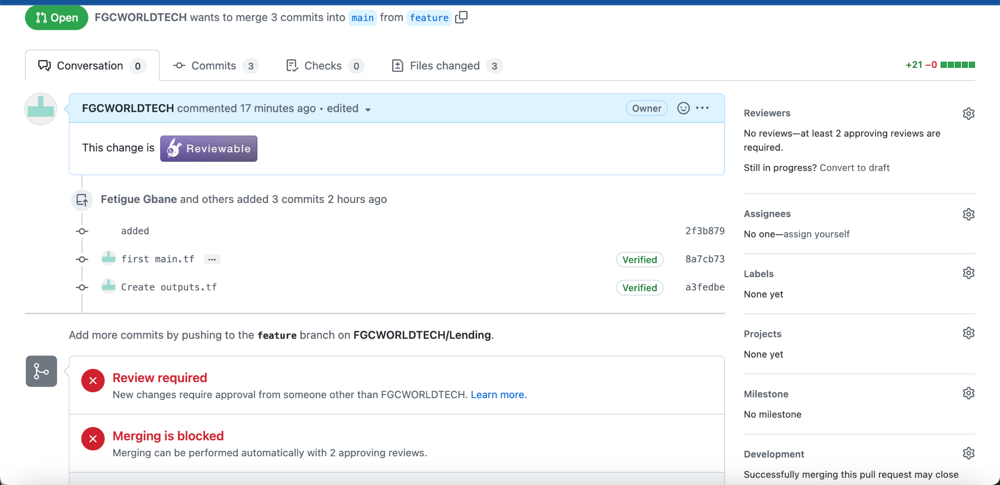 Open FGCWORLDTECH wants to merge 3 commits into main from feature
Conversation 0 Commits 3 Checks 0 Files changed 3 +21 −0
FGCWORLDTECH commented 17 minutes ago • edited Owner
This change is Reviewable
Fetigue Gbane and others added 3 commits 2 hours ago
added 2f3b879
first main.tf … Verified 8a7cb73
Create outputs.tf Verified a3fedbe
Add more commits by pushing to the feature branch on FGCWORLDTECH/Lending.
Review required
New changes require approval from someone other than FGCWORLDTECH. Learn more.
Merging is blocked
Merging can be performed automatically with 2 approving reviews.
Reviewers
No reviews—at least 2 approving reviews are
required.
Still in progress? Convert to draft
Assignees
No one—assign yourself
Labels
None yet
Projects
None yet
Milestone
No milestone
Development
Successfully merging this pull request may close